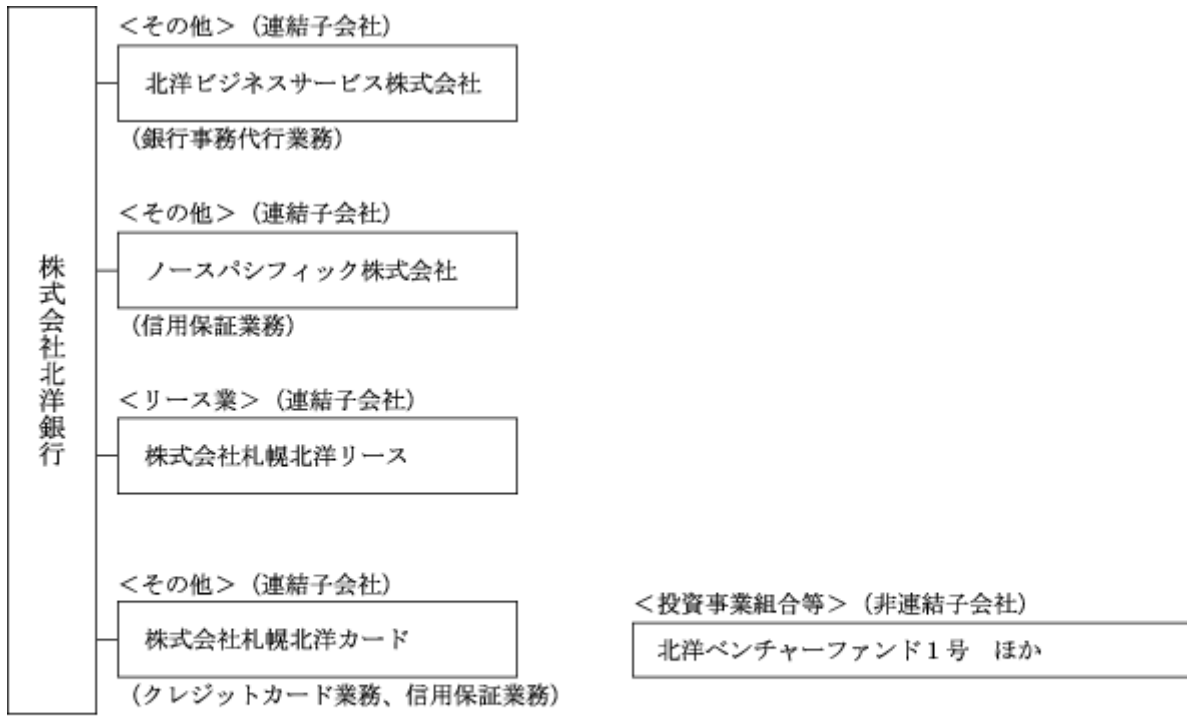 株式会社北洋銀行
＜その他＞（連結子会社）
北洋ビジネスサービス株式会社
（銀行事務代行業務）
＜その他＞（連結子会社）
ノースパシフィック株式会社
（信用保証業務）
＜リース業＞（連結子会社）
株式会社札幌北洋リース
＜その他＞（連結子会社）
株式会社札幌北洋カード
（クレジットカード業務、信用保証業務）
＜投資事業組合等＞（非連結子会社）
北洋ベンチャーファンド１号　ほか